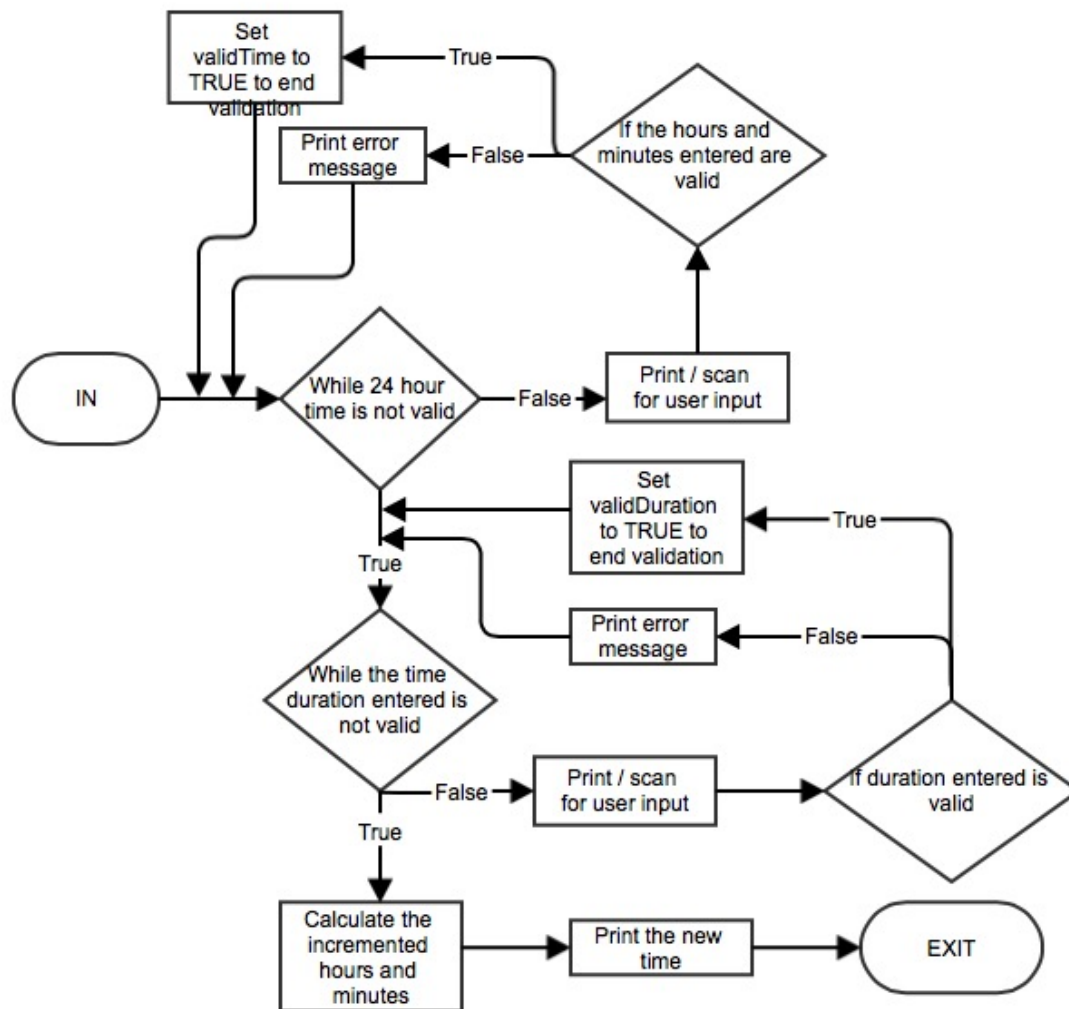 Set
validTime to
TRUE to end
validation
True
If the hours and
minutes entered are
valid
Print error
message
False
IN
While 24 hour
time is not valid
False
Print / scan
for user input
Set
validDuration
to TRUE to
end validation
True
True
Print error
message
False
While the time
duration entered is
not valid
False
Print / scan
for user input
If duration entered is
valid
True
Calculate the
incremented
hours and
minutes
Print the new
time
EXIT